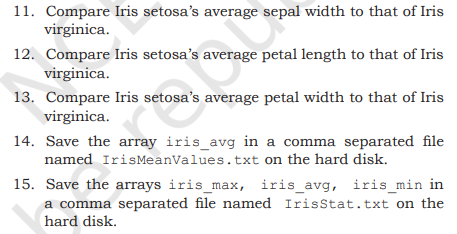 11. Compare Iris setosa's average sepal width to that of Iris
virginica.
12. Compare Iris setosa's average petal length to that of Iris
virginica.
13. Compare Iris setosa's average petal width to that of Iris
virginica.
14. Save the array iris_avg in a comma separated file
named IrisMeanValues.txt on the hard disk.
15. Save the arrays iris_max, iris_avg, iris_min in
a comma separated file named IrisStat.txt on the
hard disk.